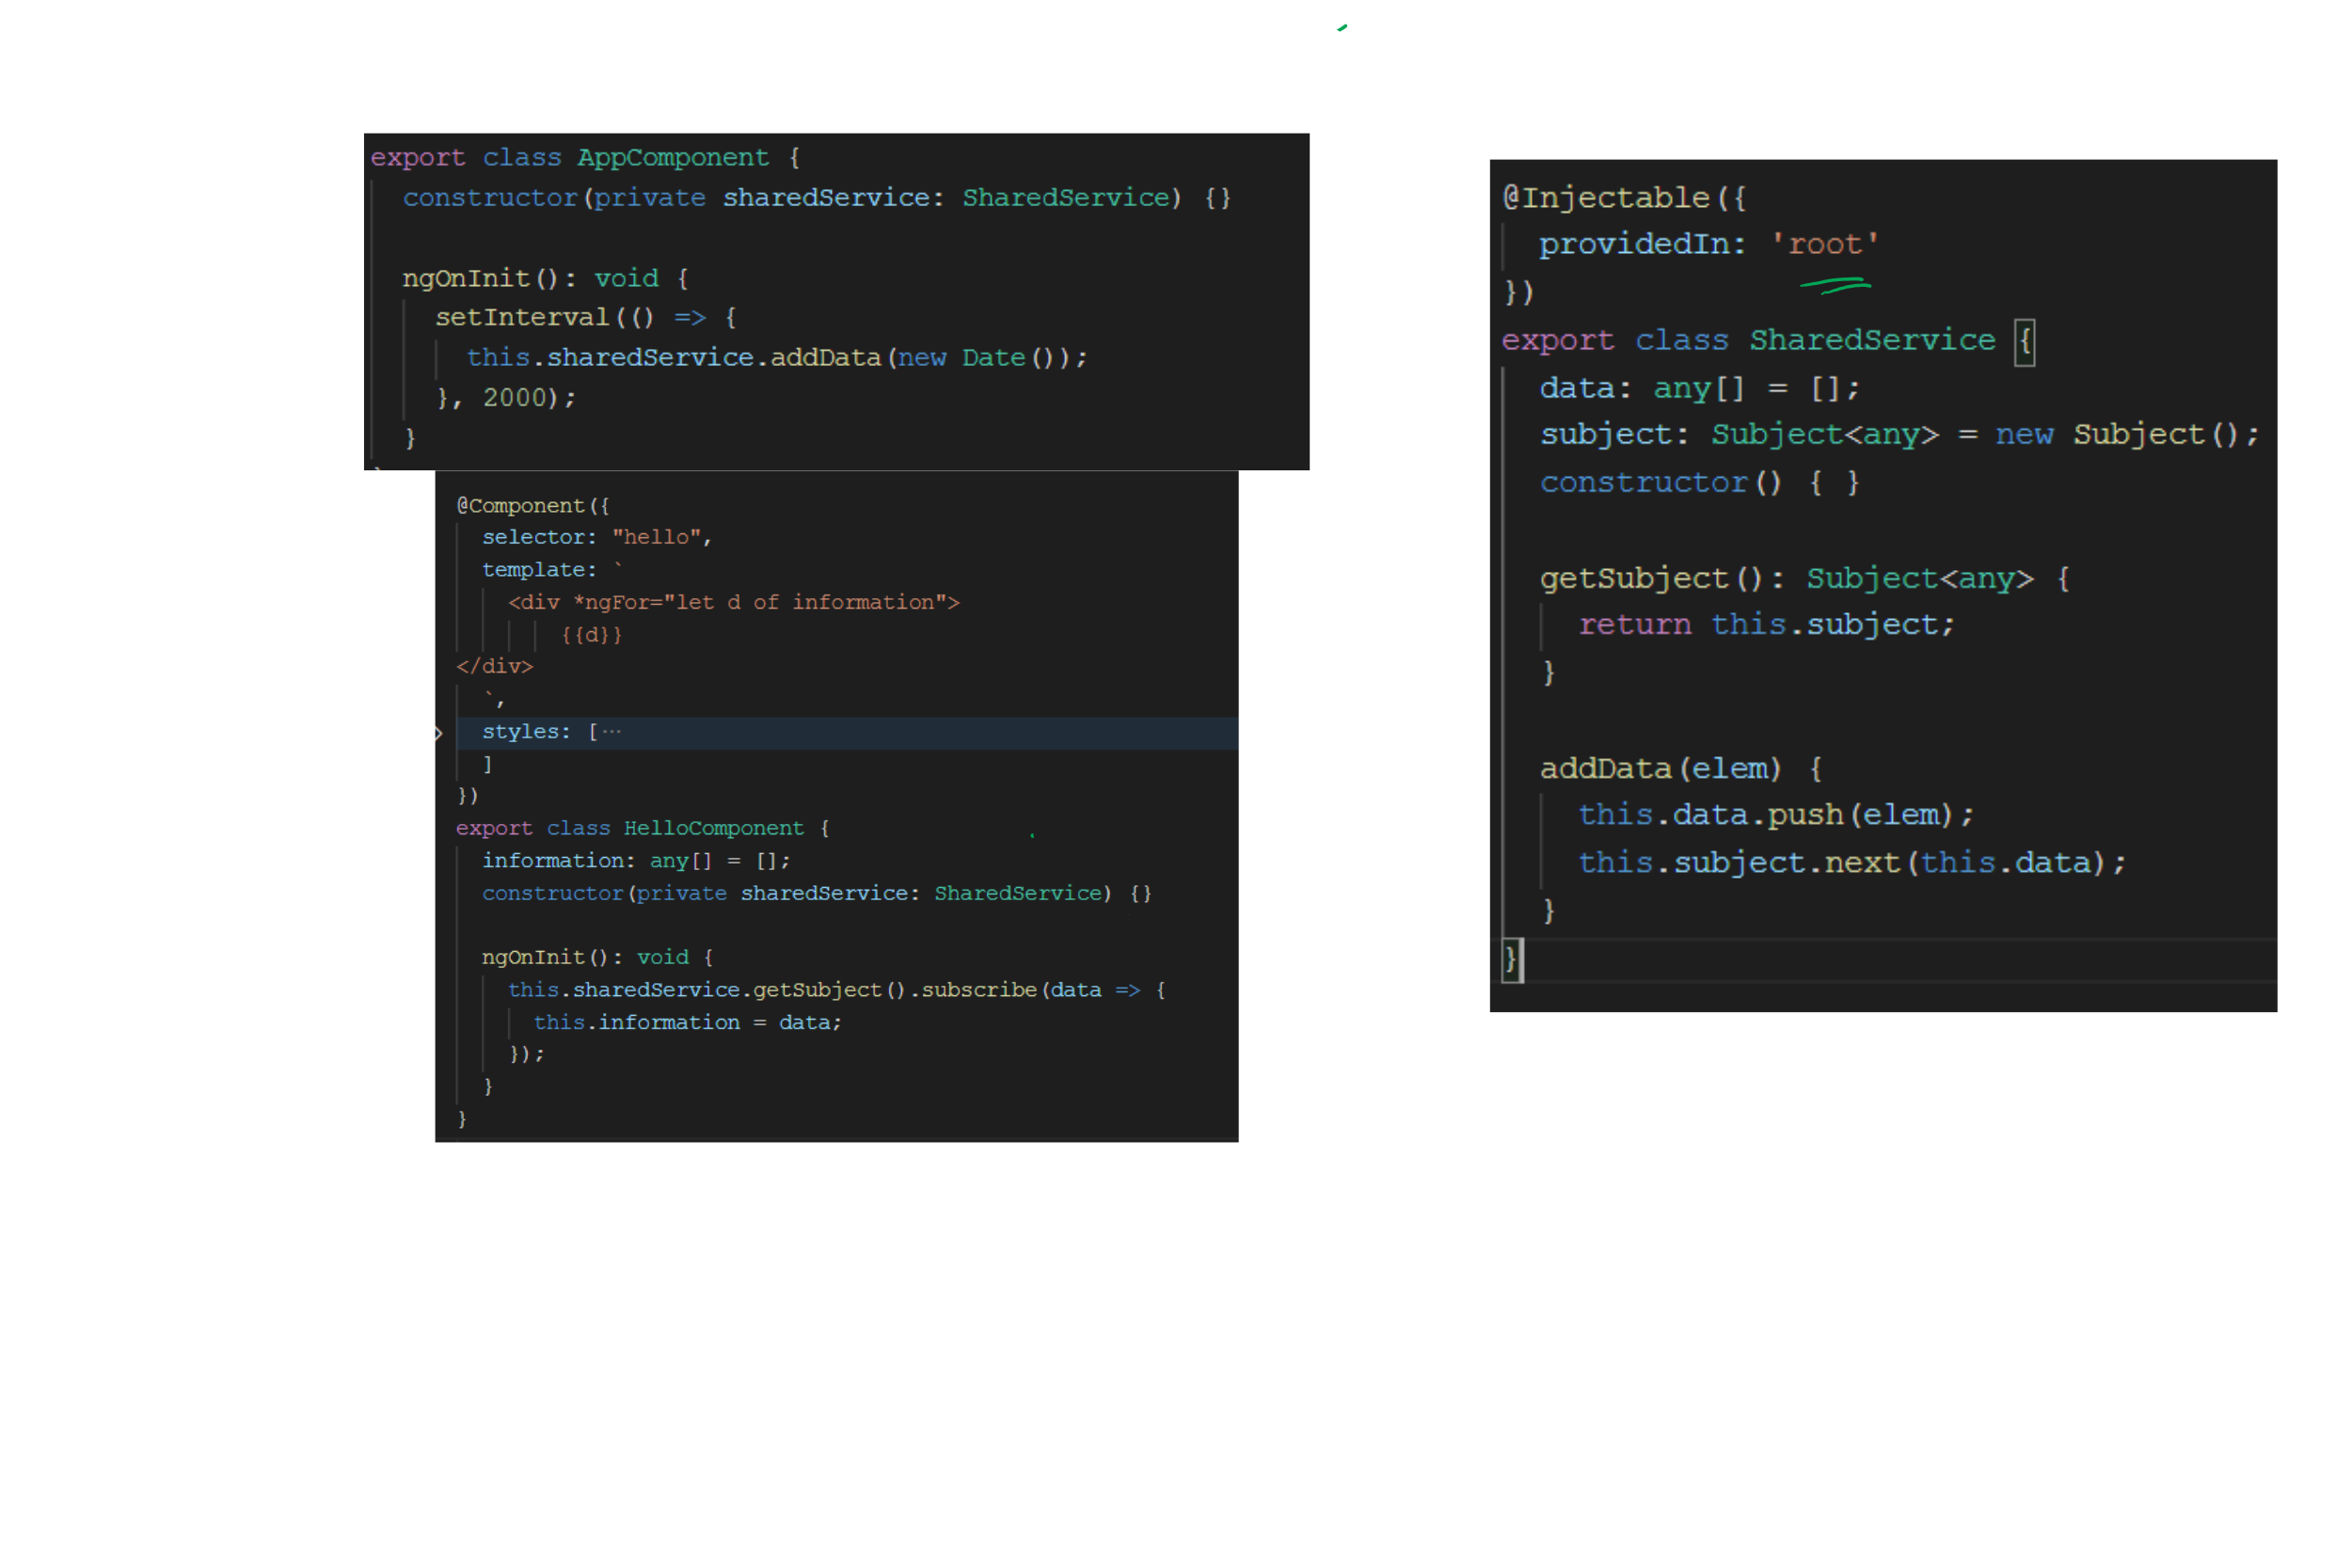 export class AppComponent {
constructor(private sharedService: SharedService) {}
ngOnInit(): void {
setInterval(() => {
this.sharedService.addData(new Date());
}, 2000);
}
@Component({
selector: "hello",
template: `
<div *ngFor="let d of information">
{{d}}
</div>
`,
styles: [···
]
})
export class HelloComponent {
information: any[] = [];
constructor(private sharedService: SharedService) {}
ngOnInit(): void {
this.sharedService.getSubject().subscribe(data => {
this.information = data;
});
}
}
@Injectable({
providedIn: 'root'
})
export class SharedService {
data: any[] = [];
subject: Subject<any> = new Subject();
constructor() { }
getSubject(): Subject<any> {
return this.subject;
}
addData(elem) {
this.data.push(elem);
this.subject.next(this.data);
}
}